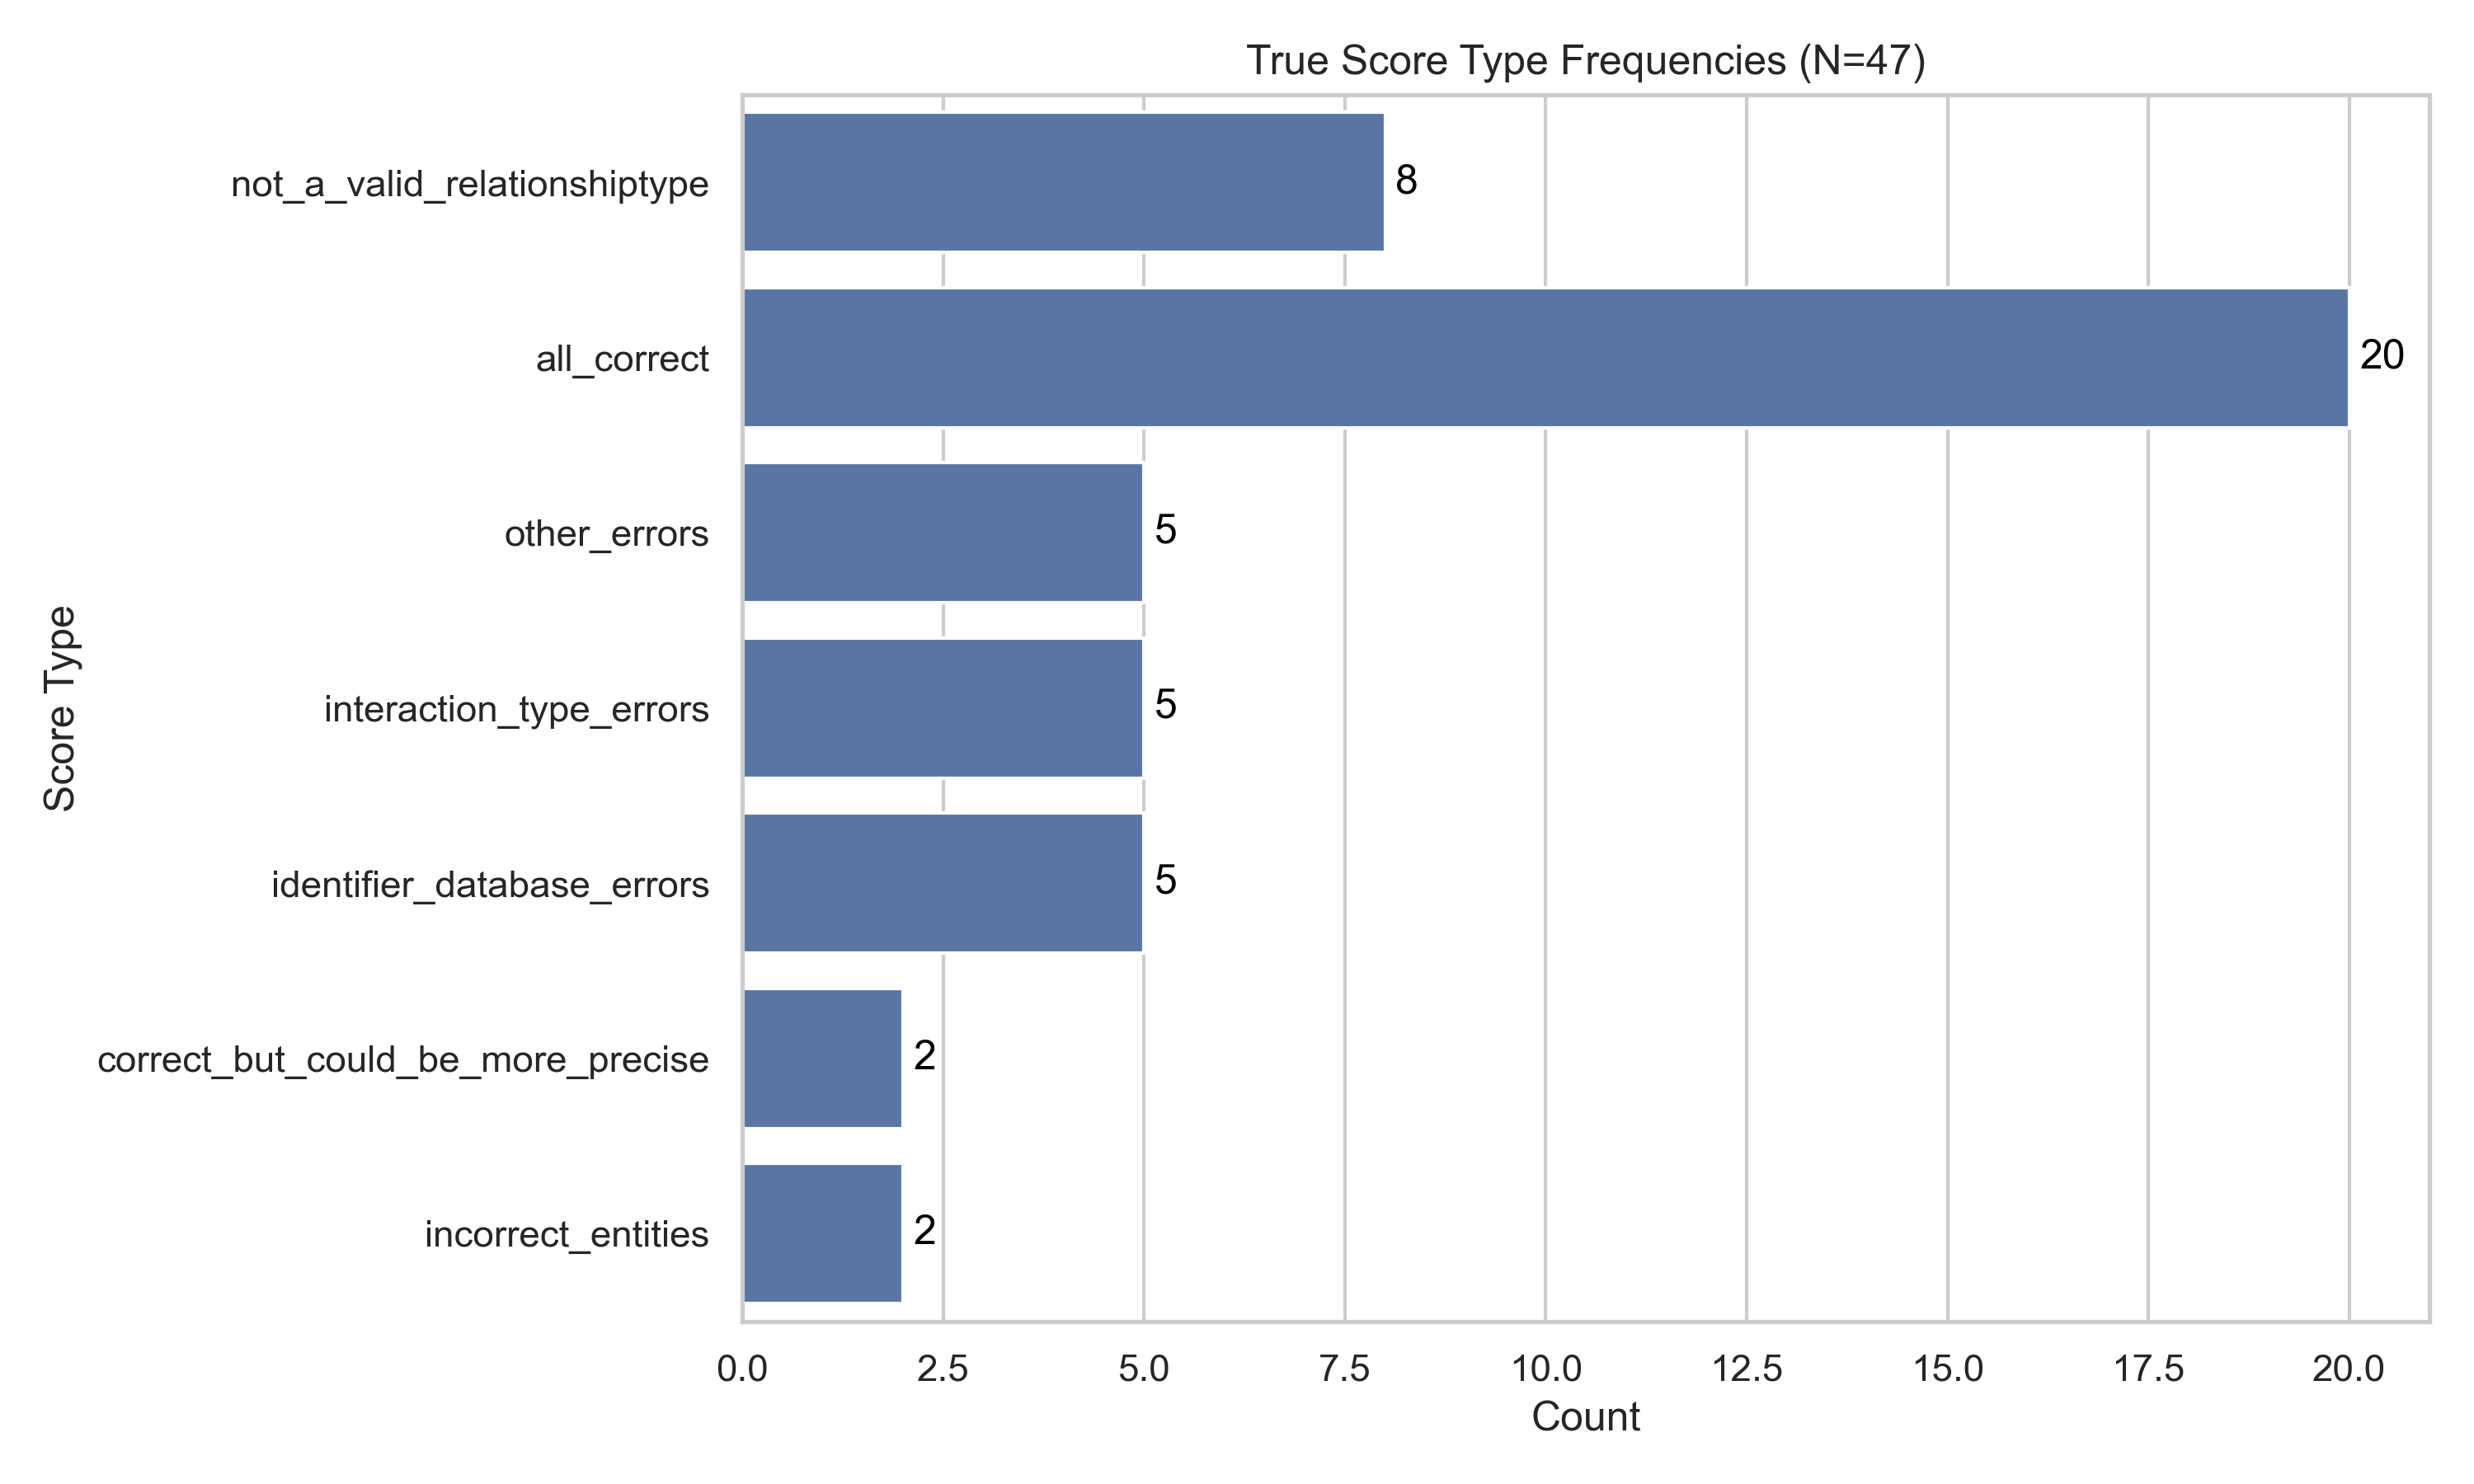 True Score Type Frequencies (N=47)
not_a_valid_relationshiptype
8
all_correct
20
other_errors
5
interaction_type_errors
5
identifier_database_errors
5
correct_but_could_be_more_precise
2
incorrect_entities
2
Score Type
0.0 2.5 5.0 7.5 10.0 12.5 15.0 17.5 20.0
Count